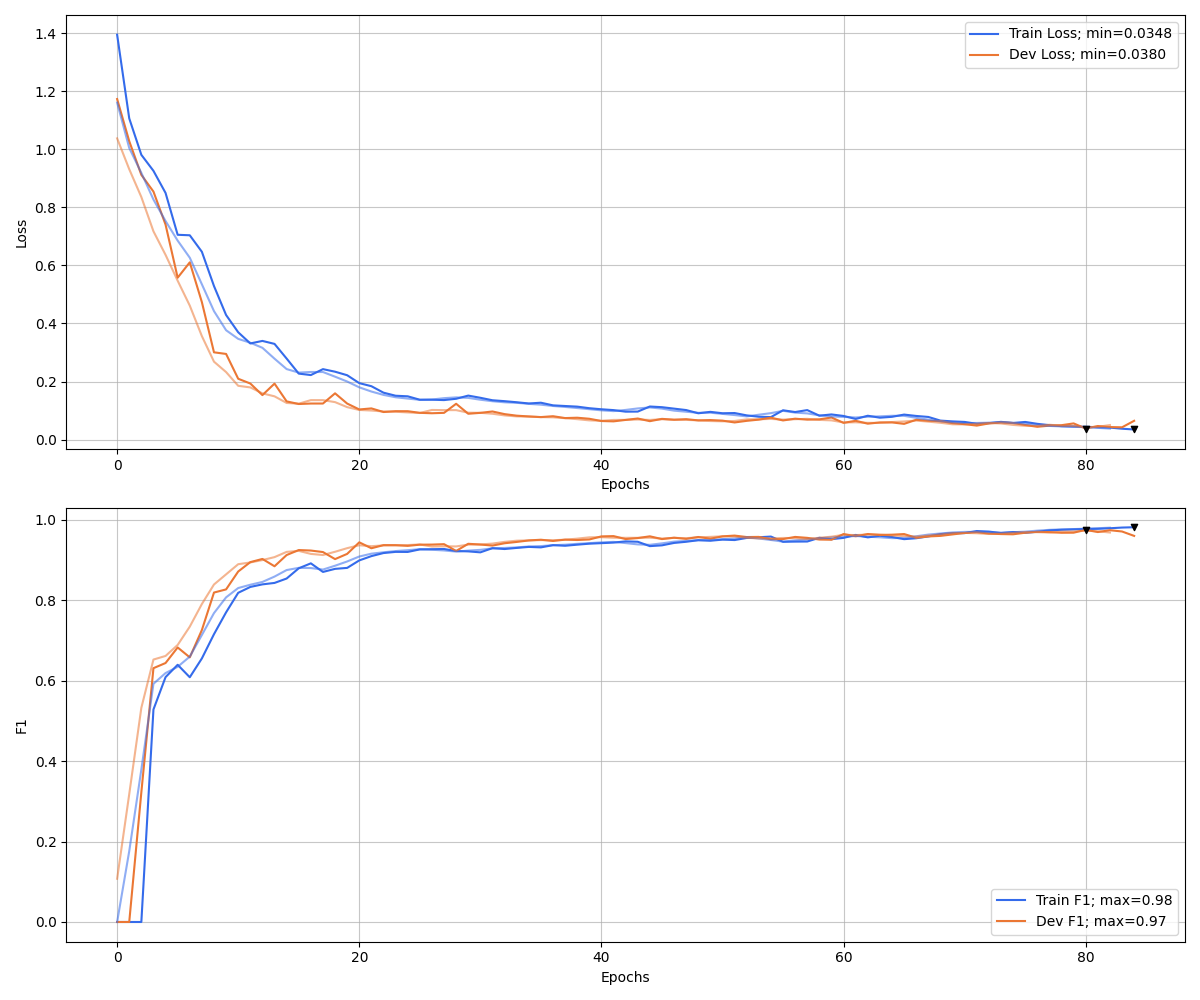 1.4
1.2
1.0
0.8
0.6
0.4
0.2
0.0
Loss
Train Loss; min=0.0348
Dev Loss; min=0.0380
0 20 40 60 80
Epochs
1.0
0.8
0.6
0.4
0.2
0.0
F1
Train F1; max=0.98
Dev F1; max=0.97
0 20 40 60 80
Epochs